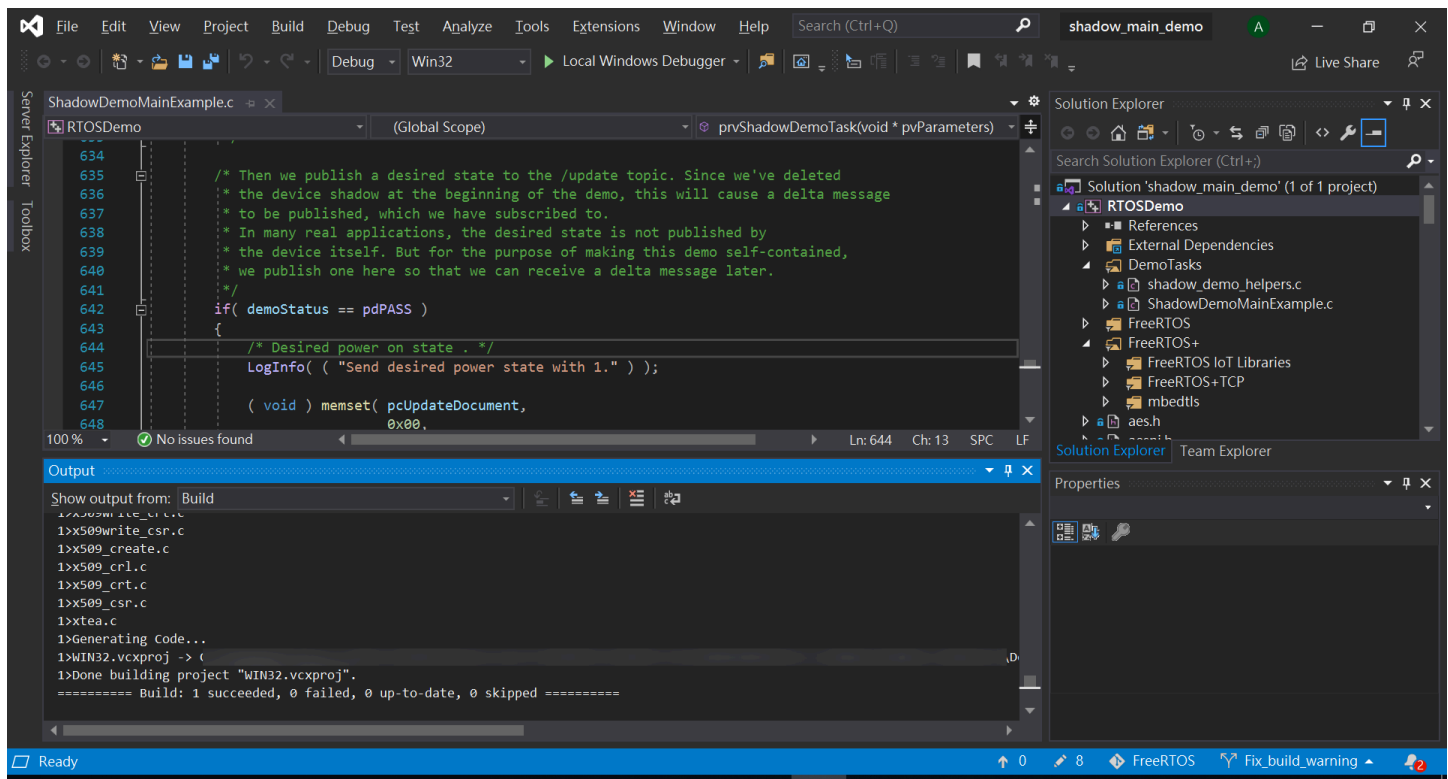 File Edit View Project Build Debug Test Analyze Tools Extensions Window Help Search (Ctrl+Q) shadow_main_demo A
Debug Win32 Local Windows Debugger Live Share
Server Explorer
Toolbox
ShadowDemoMainExample.c
RTOSDemo (Global Scope) prvShadowDemoTask(void * pvParameters)
634
635 /* Then we publish a desired state to the /update topic. Since we've deleted
636 * the device shadow at the beginning of the demo, this will cause a delta message
637 * to be published, which we have subscribed to.
638 * In many real applications, the desired state is not published by
639 * the device itself. But for the purpose of making this demo self-contained,
640 * we publish one here so that we can receive a delta message later.
641 */
642 if( demoStatus == pdPASS )
643 {
644 /* Desired power on state . */
645 LogInfo( ( "Send desired power state with 1." ) );
646
647 ( void ) memset( pcUpdateDocument,
648 0x00,
100 % No issues found Ln: 644 Ch: 13 SPC LF
Output
Show output from: Build
1>x509write_crt.c
1>x509write_csr.c
1>x509_create.c
1>x509_crl.c
1>x509_crt.c
1>x509_csr.c
1>xtea.c
1>Generating Code...
1>WIN32.vcxproj ->
1>Done building project "WIN32.vcxproj".
========== Build: 1 succeeded, 0 failed, 0 up-to-date, 0 skipped ==========
Solution Explorer
Search Solution Explorer (Ctrl+;)
Solution 'shadow_main_demo' (1 of 1 project)
RTOSDemo
References
External Dependencies
DemoTasks
shadow_demo_helpers.c
ShadowDemoMainExample.c
FreeRTOS
FreeRTOS+
FreeRTOS IoT Libraries
FreeRTOS+TCP
mbedtls
aes.h
Solution Explorer Team Explorer
Properties
Ready 0 8 FreeRTOS Fix_build_warning 2